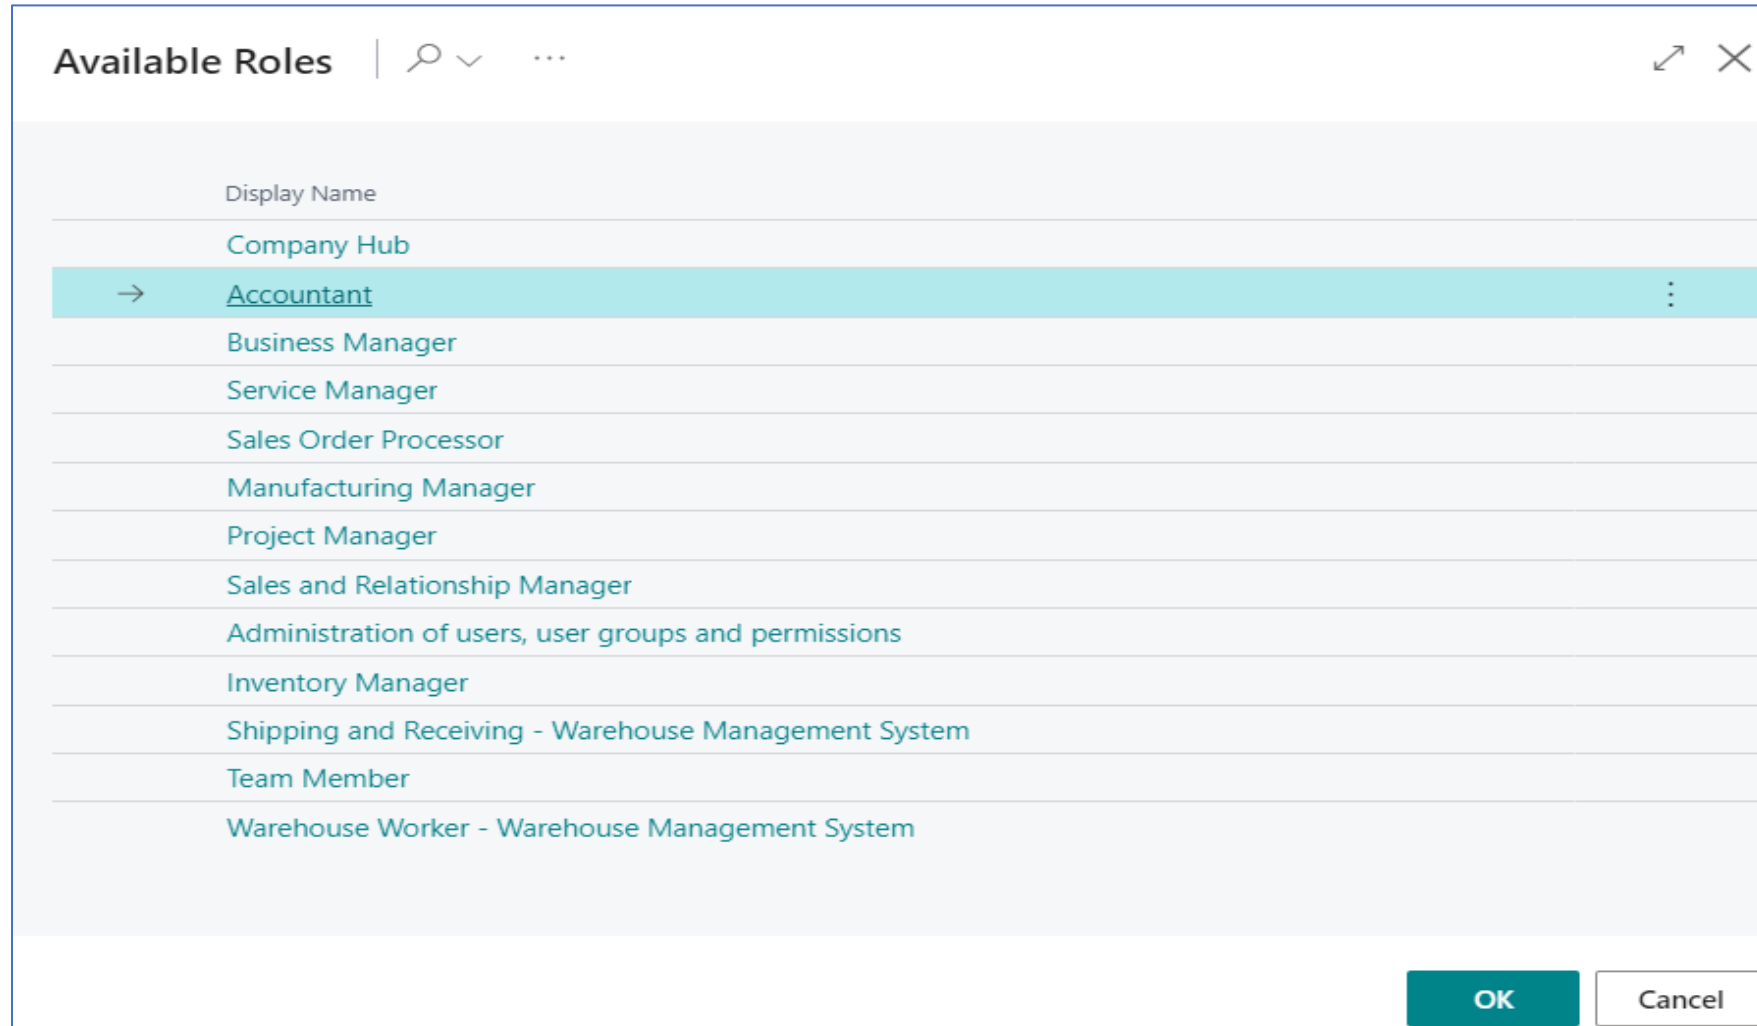 Available Roles
Display Name
Company Hub
Accountant
Business Manager
Service Manager
Sales Order Processor
Manufacturing Manager
Project Manager
Sales and Relationship Manager
Administration of users, user groups and permissions
Inventory Manager
Shipping and Receiving - Warehouse Management System
Team Member
Warehouse Worker - Warehouse Management System
OK Cancel